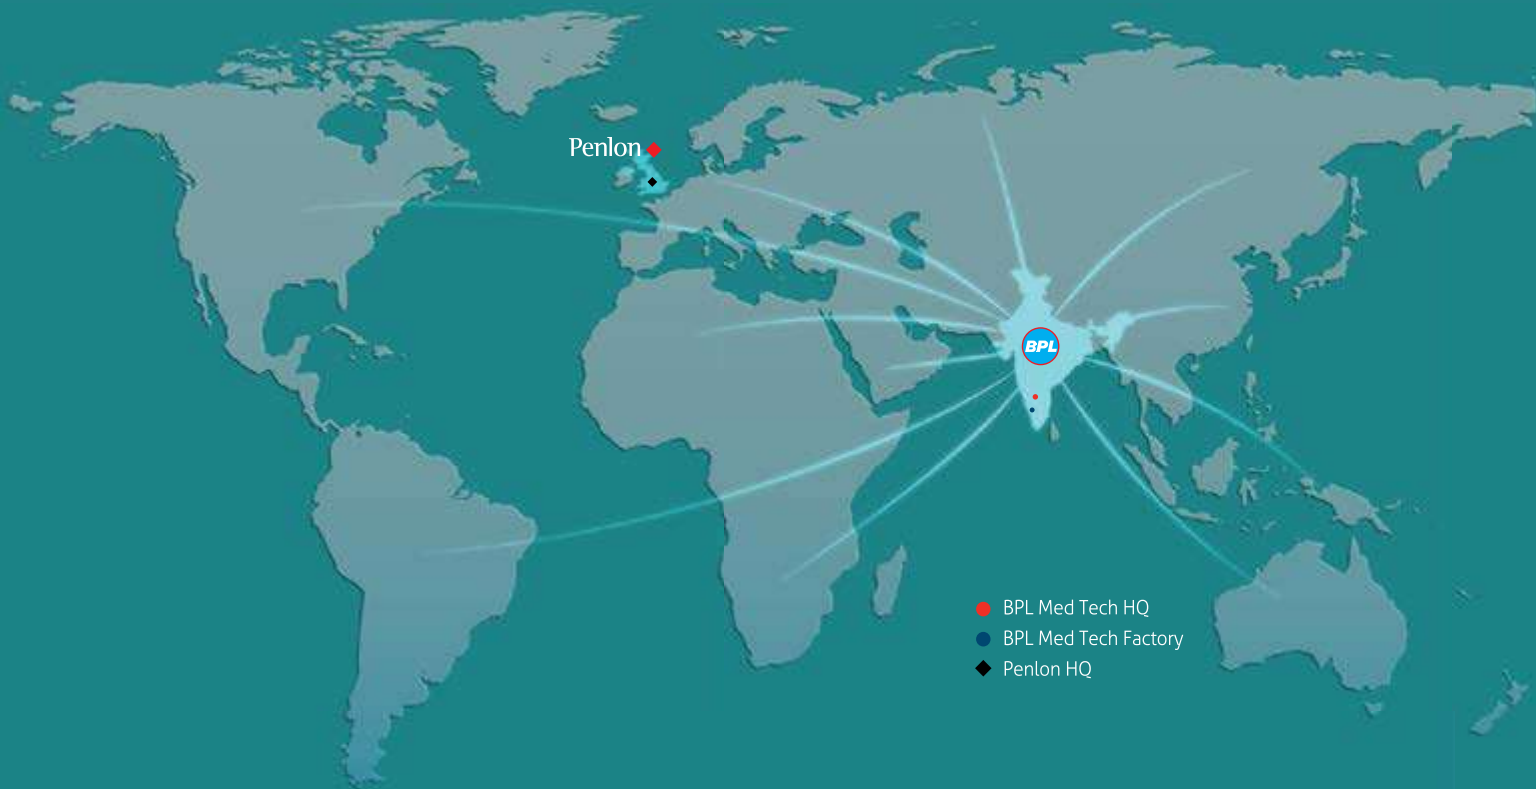 Penlon
BPL
BPL Med Tech HQ
BPL Med Tech Factory
Penlon HQ